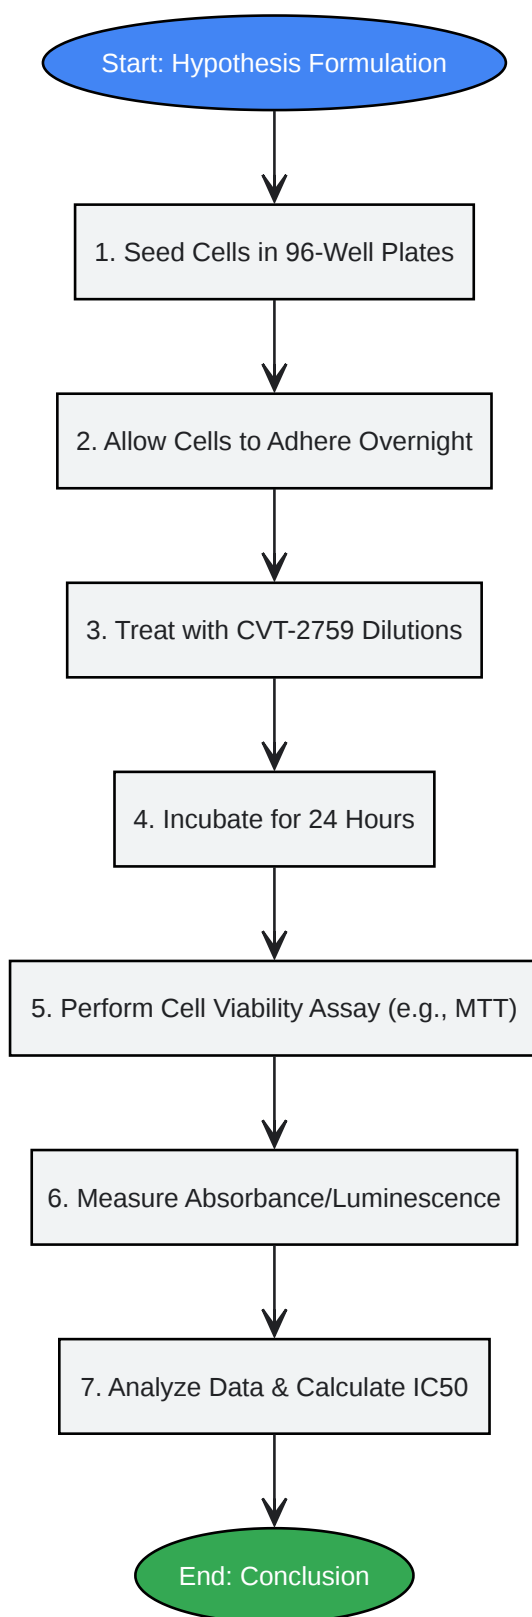 Start: Hypothesis Formulation
1. Seed Cells in 96-Well Plates
2. Allow Cells to Adhere Overnight
3. Treat with CVT-2759 Dilutions
4. Incubate for 24 Hours
5. Perform Cell Viability Assay (e.g., MTT)
6. Measure Absorbance/Luminescence
7. Analyze Data & Calculate IC50
End: Conclusion